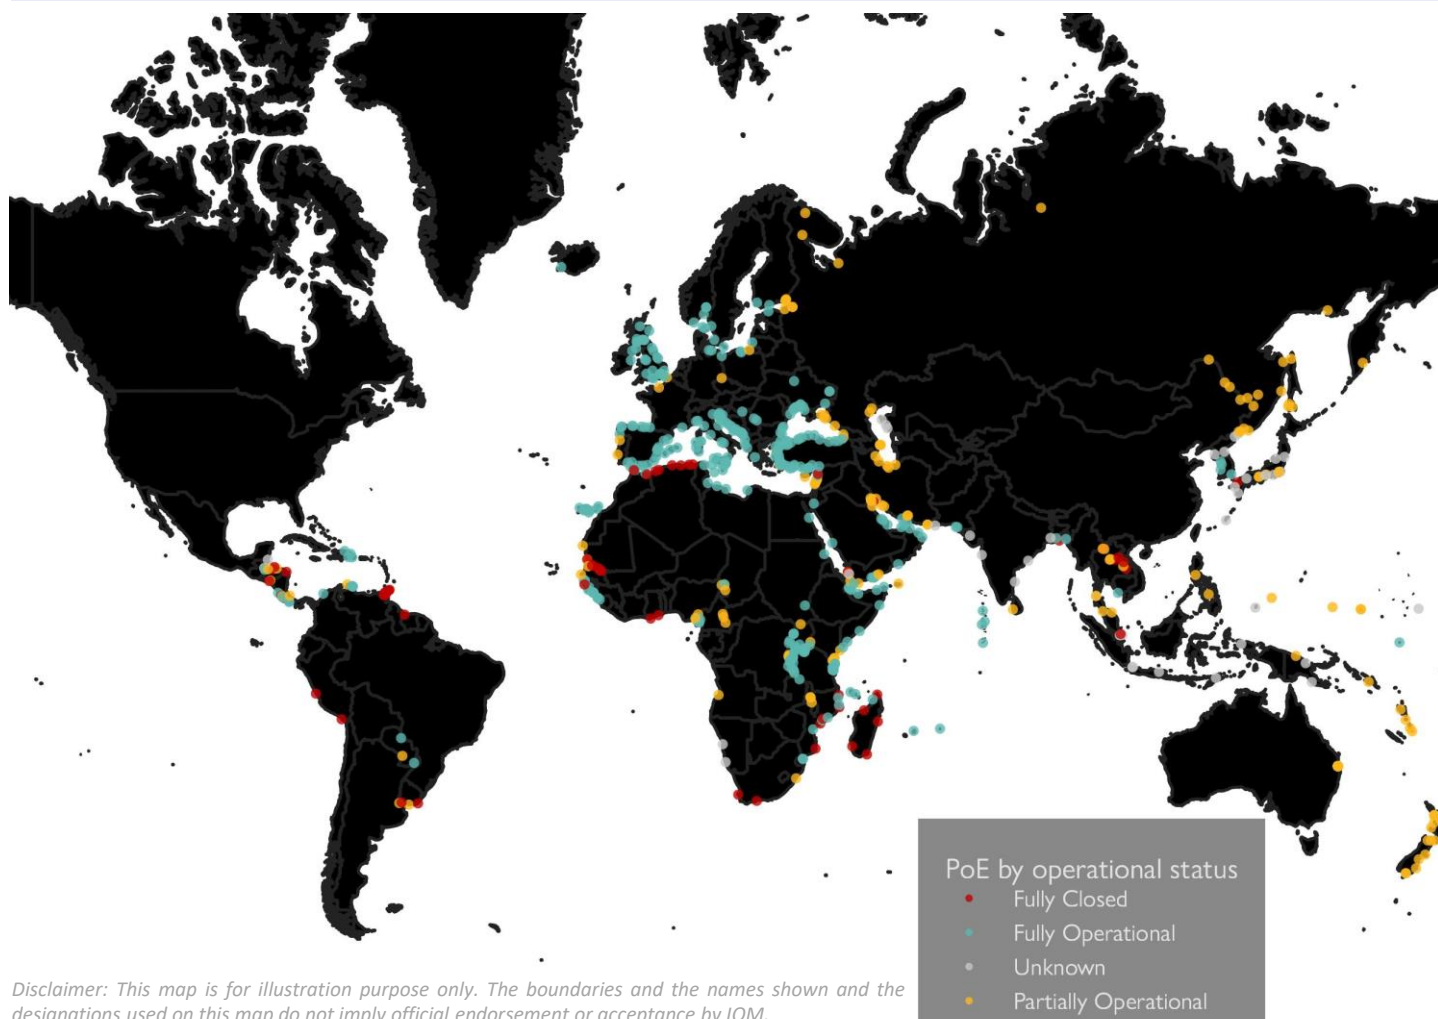 PoE by operational status
Fully Closed
Fully Operational
Unknown
Partially Operational
Disclaimer: This map is for illustration purpose only. The boundaries and the names shown and the
designations used on this map do not imply official endorsement or acceptance by IOM.